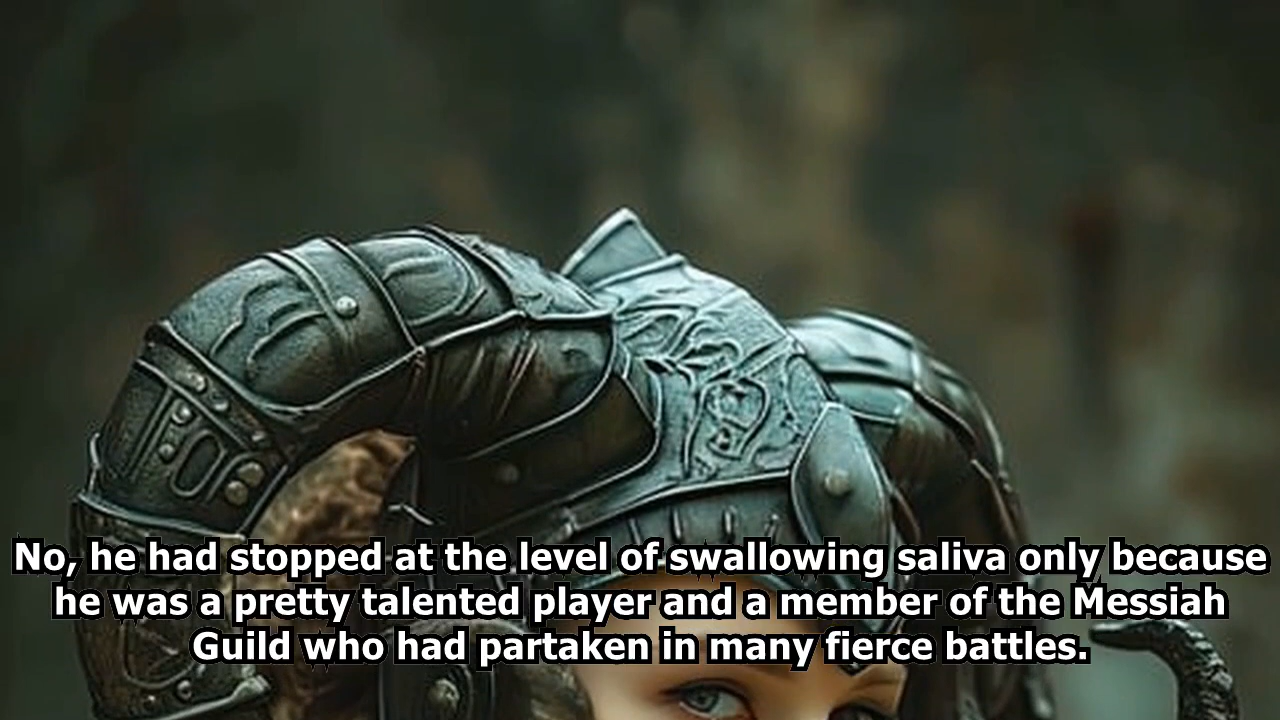 No, he had stopped at the level of swallowing saliva only because
he was a pretty talented player and a member of the Messiah
Guild who had partaken in many fierce battles.